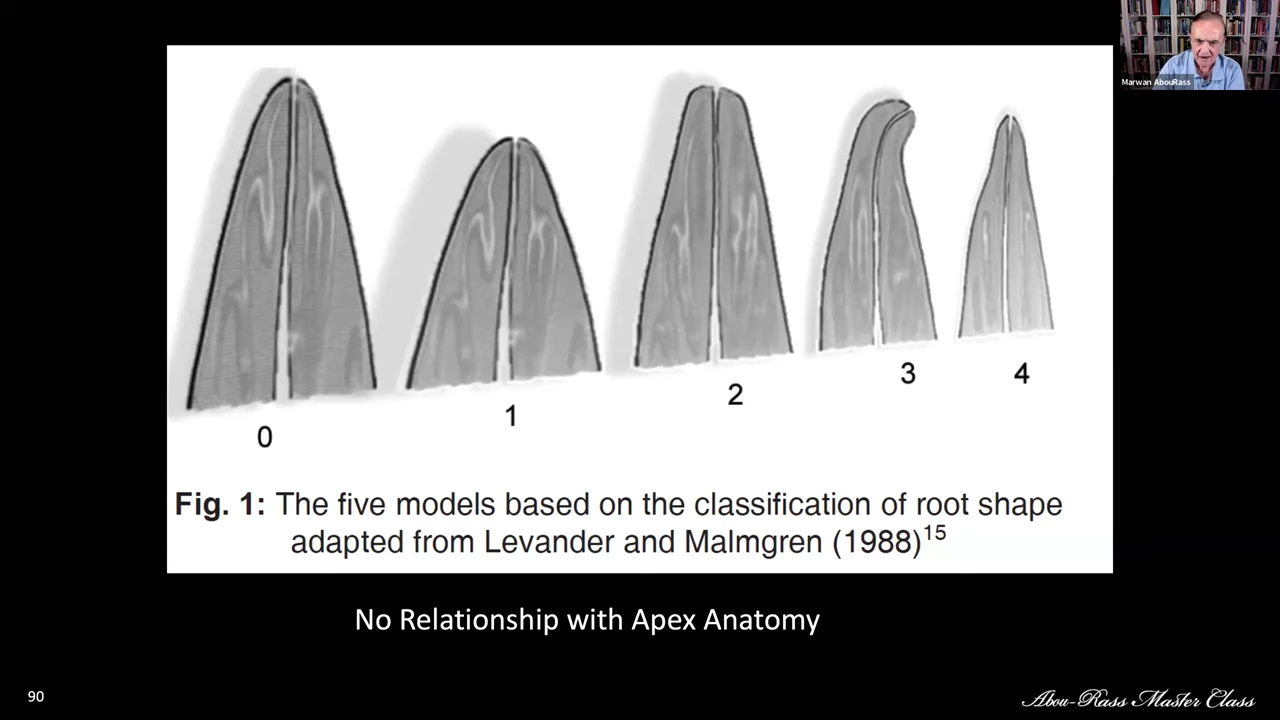 Marwan AbouRass
0
1
2
3
4
Fig. 1: The five models based on the classification of root shape
adapted from Levander and Malmgren (1988)15
No Relationship with Apex Anatomy
90
Abou-Rass Master Class